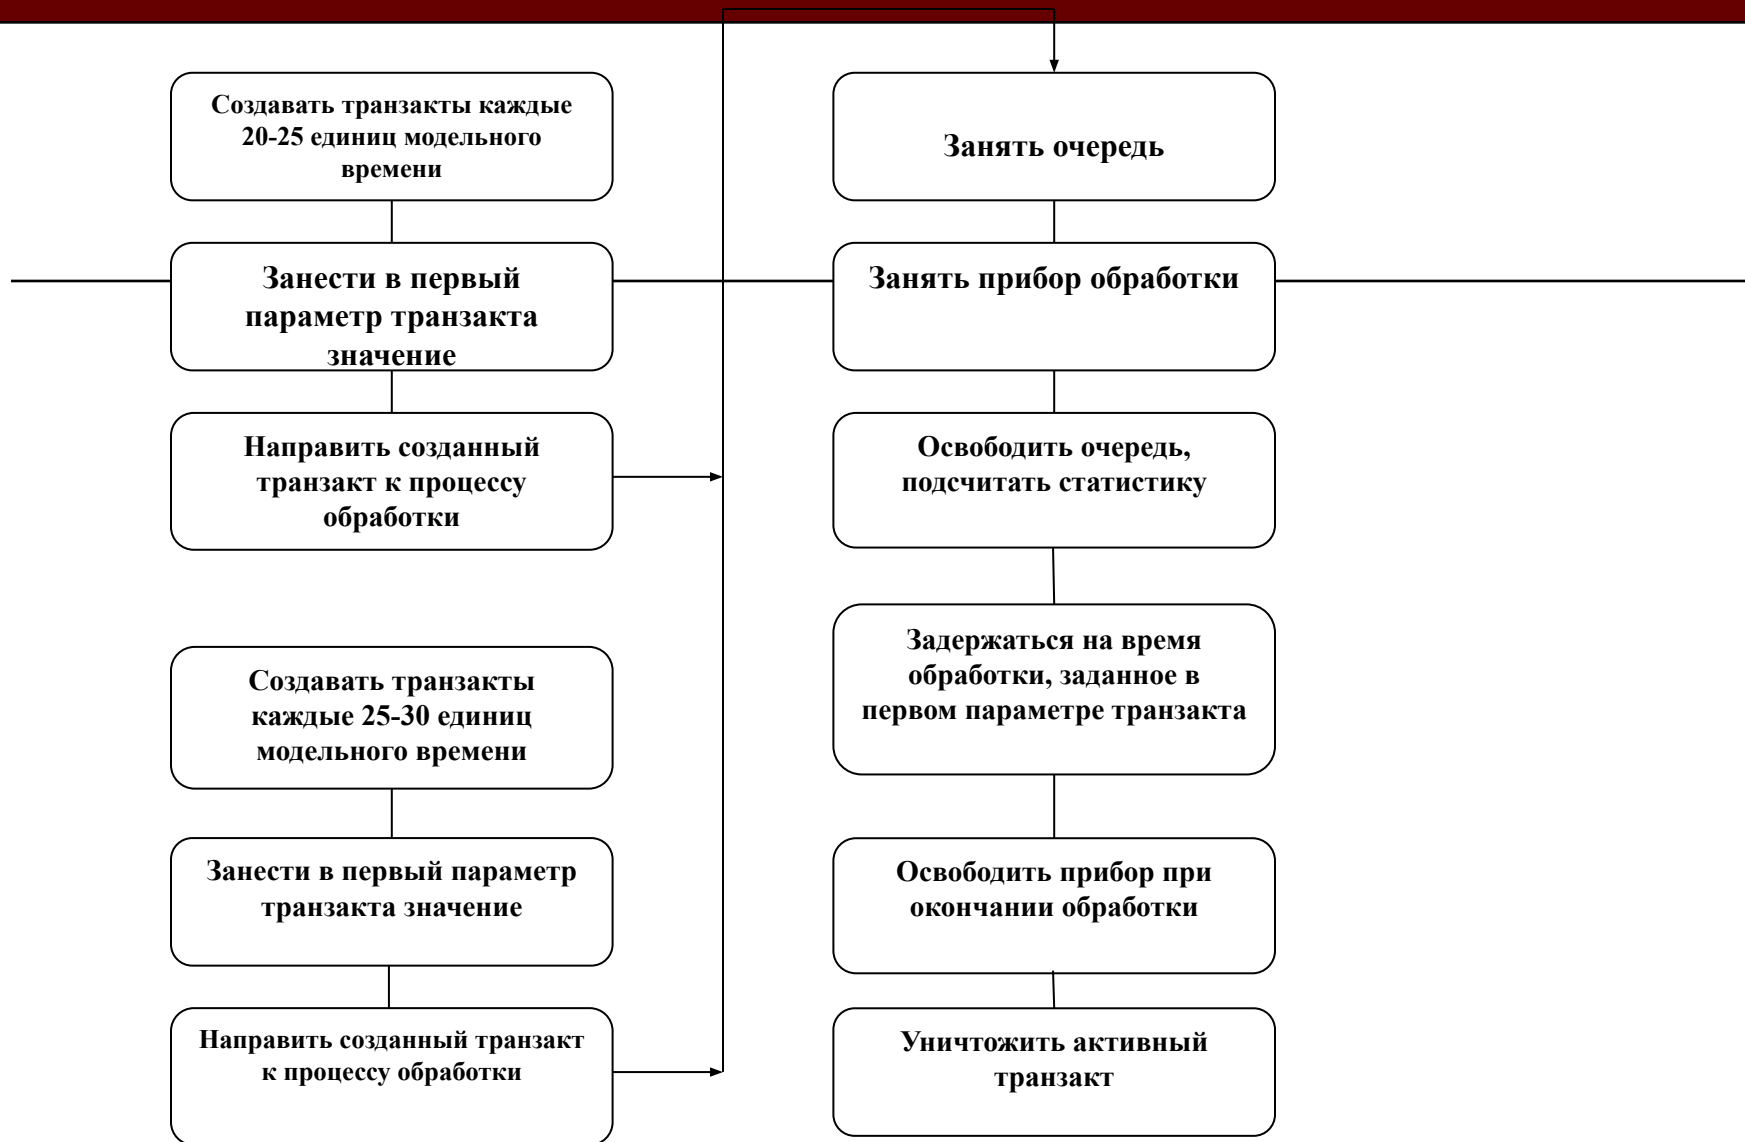 Создавать транзакты каждые
20-25 единиц модельного
времени
Занести в первый
параметр транзакта
значение
Направить созданный
транзакт к процессу
обработки
Создавать транзакты
каждые 25-30 единиц
модельного времени
Занести в первый параметр
транзакта значение
Направить созданный транзакт
к процессу обработки
Занять очередь
Занять прибор обработки
Освободить очередь,
подсчитать статистику
Задержаться на время
обработки, заданное в
первом параметре транзакта
Освободить прибор при
окончании обработки
Уничтожить активный
транзакт